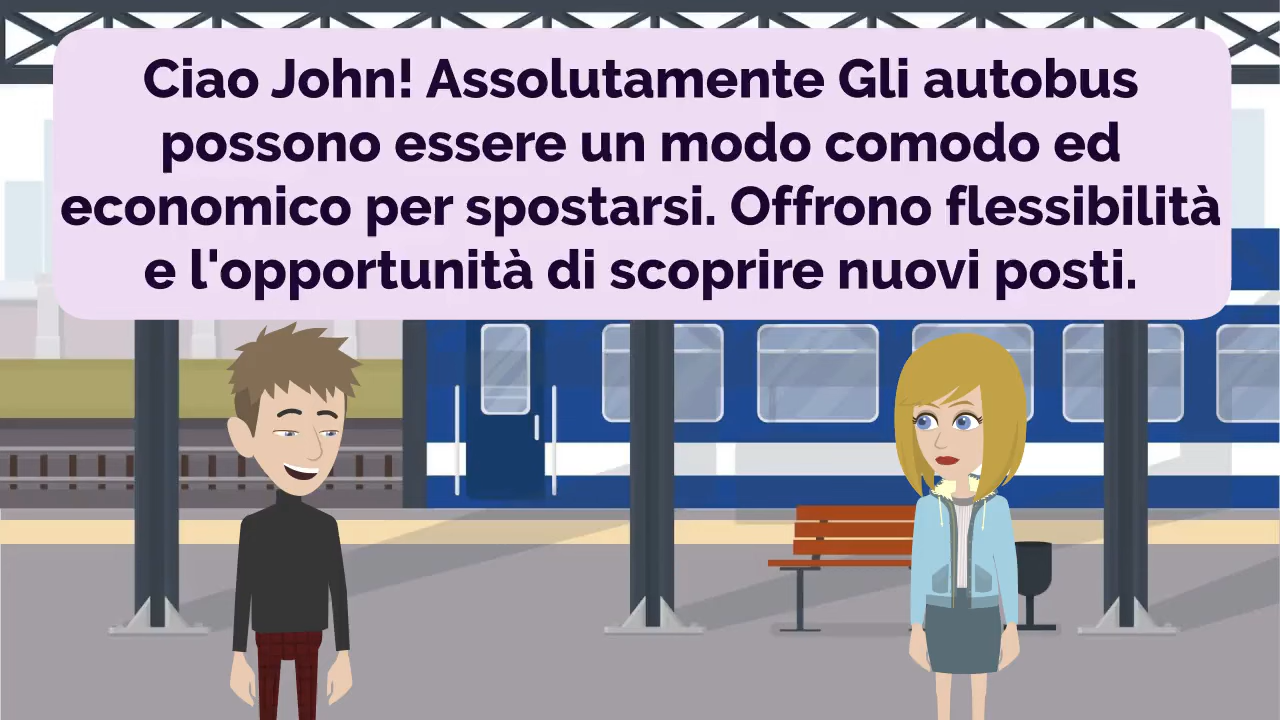 Ciao John! Assolutamente Gli autobus
possono essere un modo comodo ed
economico per spostarsi. Offrono flessibilità
e l'opportunità di scoprire nuovi posti.